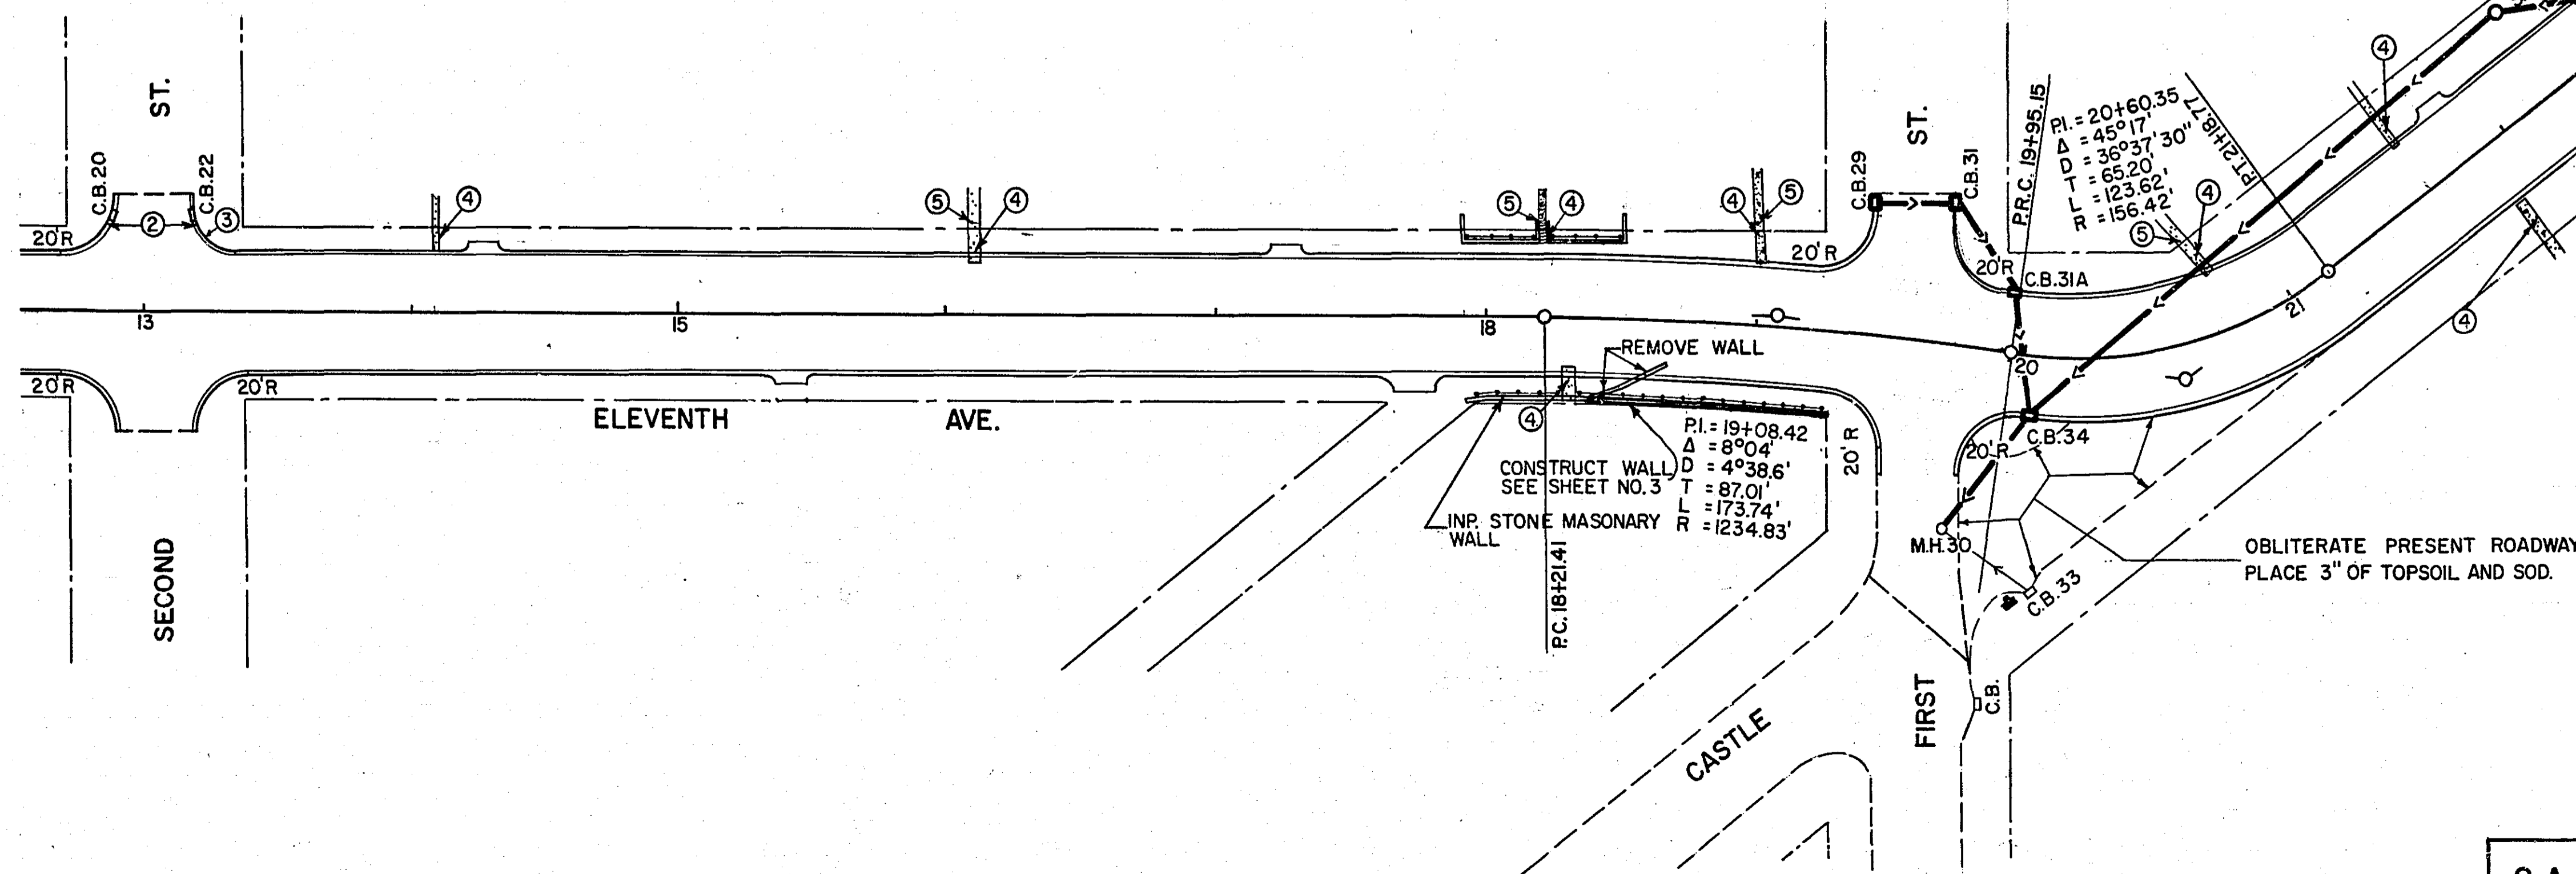 ST.
C.B.20
C.B.22
②
③
20'R
④
⑤
④
⑤
④
④
⑤
20'R
C.B.29
ST.
C.B.31
20'R
C.B.31A
P.R.C. 19+95.15
P.I. = 20+60.35
Δ = 45°17'
D = 36°37'30"
T = 65.20'
L = 123.62'
R = 156.42'
P.T. 21+18.77
⑤
④
④
④
13
15
18
20
21
20'R
20'R
ELEVENTH AVE.
SECOND
REMOVE WALL
④
CONSTRUCT WALL
SEE SHEET NO.3
INP. STONE MASONARY
WALL
P.I. = 19+08.42
Δ = 8°04'
D = 4°38.6'
T = 87.01'
L = 173.74'
R = 1234.83'
P.C. 18+21.41
20'R
20'R
C.B.34
M.H.30
C.B.33
OBLITERATE PRESENT ROADWAY
PLACE 3" OF TOPSOIL AND SOD.
CASTLE
FIRST
C.B.